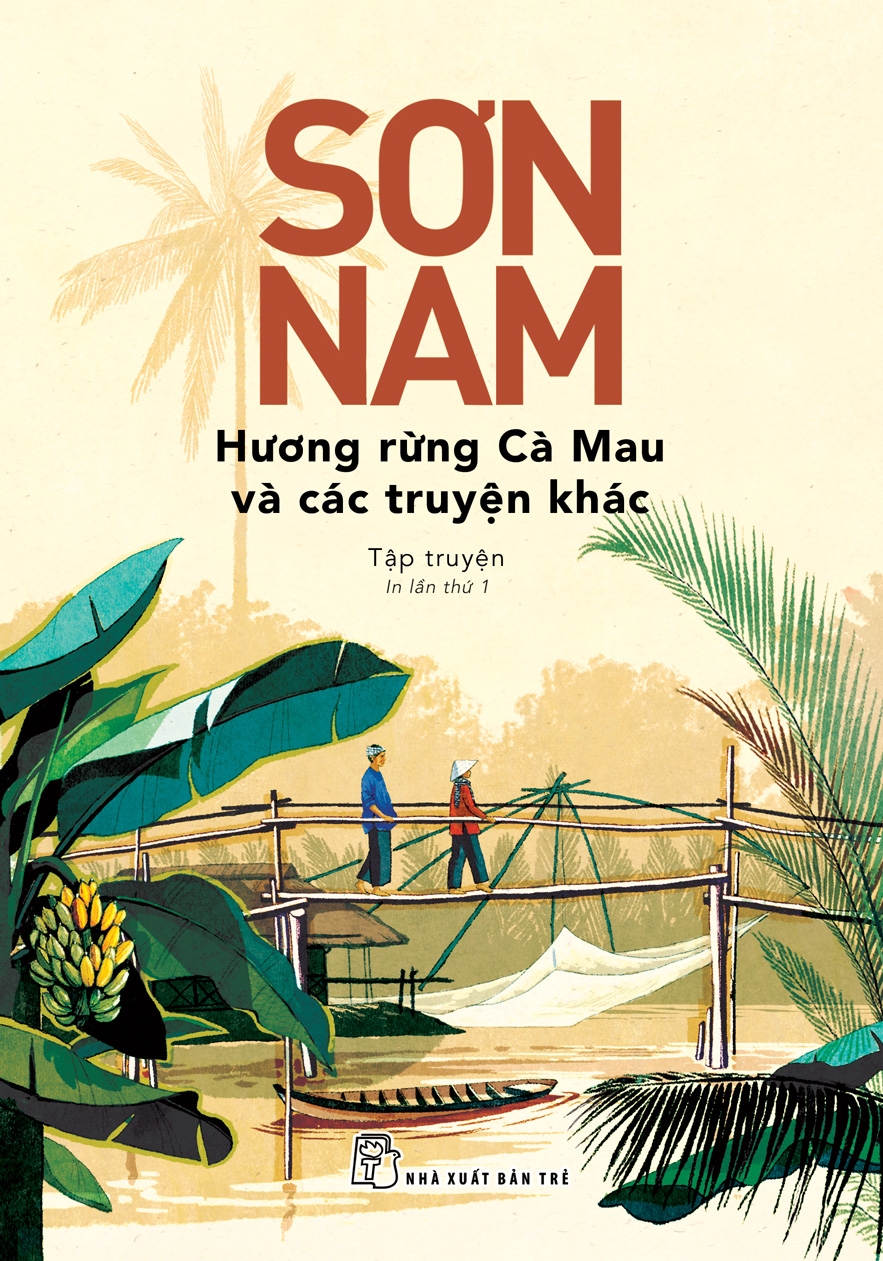 SƠN
NAM
Hương rừng Cà Mau
và các truyện khác
Tập truyện
In lần thứ 1
NHÀ XUẤT BẢN TRẺ